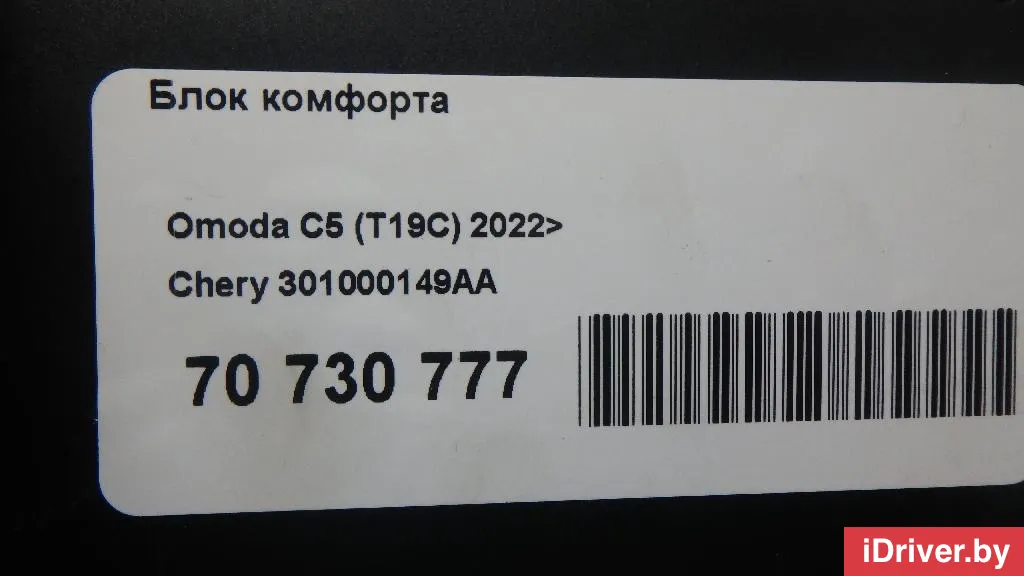 Блок комфорта
Omoda C5 (T19C) 2022>
Chery 301000149AA
70 730 777
iDriver.by